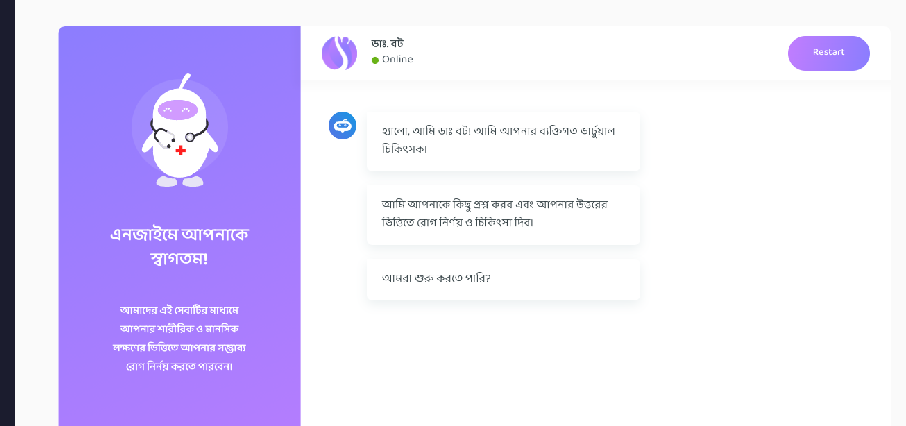 ডাঃ বট
Online
Restart
হ্যালো, আমি ডাঃ বট! আমি আপনার ব্যক্তিগত ভার্চুয়াল
চিকিৎসক।
আমি আপনাকে কিছু প্রশ্ন করব এবং আপনার উত্তরের
ভিত্তিতে রোগ নির্ণয় ও চিকিৎসা দিব।
আমরা শুরু করতে পারি?
এনজাইমে আপনাকে
স্বাগতম!
আমাদের এই সেবাটির মাধ্যমে
আপনার শারীরিক ও মানসিক
লক্ষণের ভিত্তিতে আপনার সম্ভাব্য
রোগ নির্নয় করতে পারবেন।